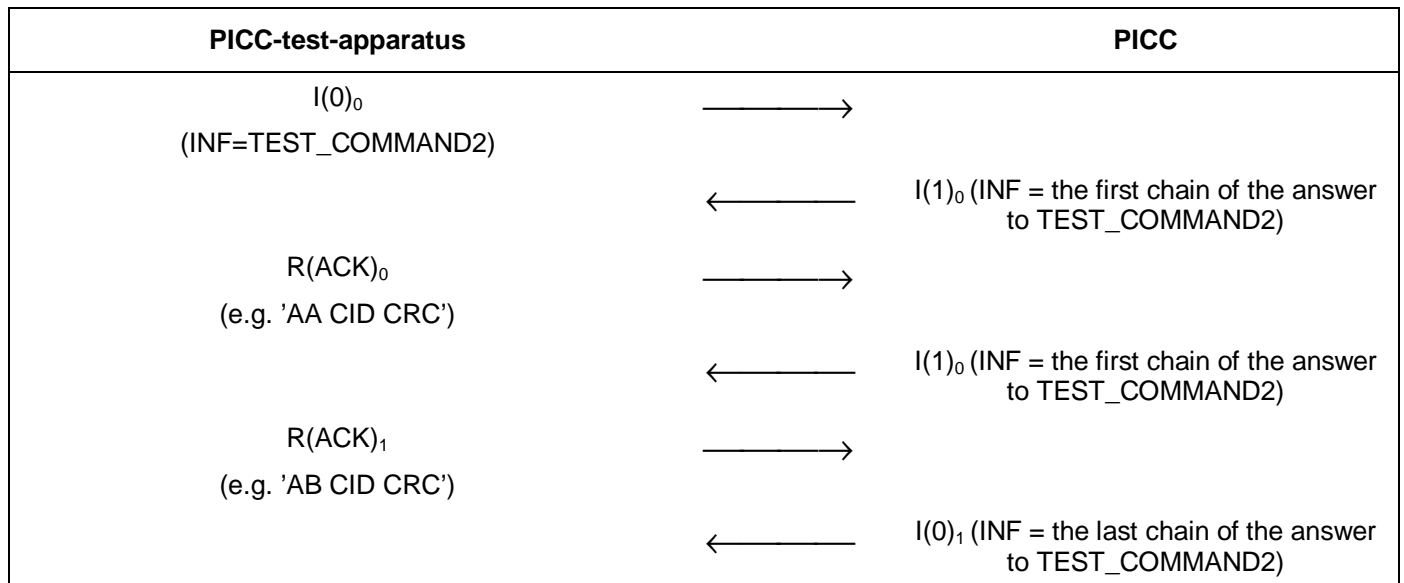 PICC-test-apparatus PICC
I(0)₀
(INF=TEST_COMMAND2)
I(1)₀ (INF = the first chain of the answer
to TEST_COMMAND2)
R(ACK)₀
(e.g. ’AA CID CRC’)
I(1)₀ (INF = the first chain of the answer
to TEST_COMMAND2)
R(ACK)₁
(e.g. ’AB CID CRC’)
I(0)₁ (INF = the last chain of the answer
to TEST_COMMAND2)